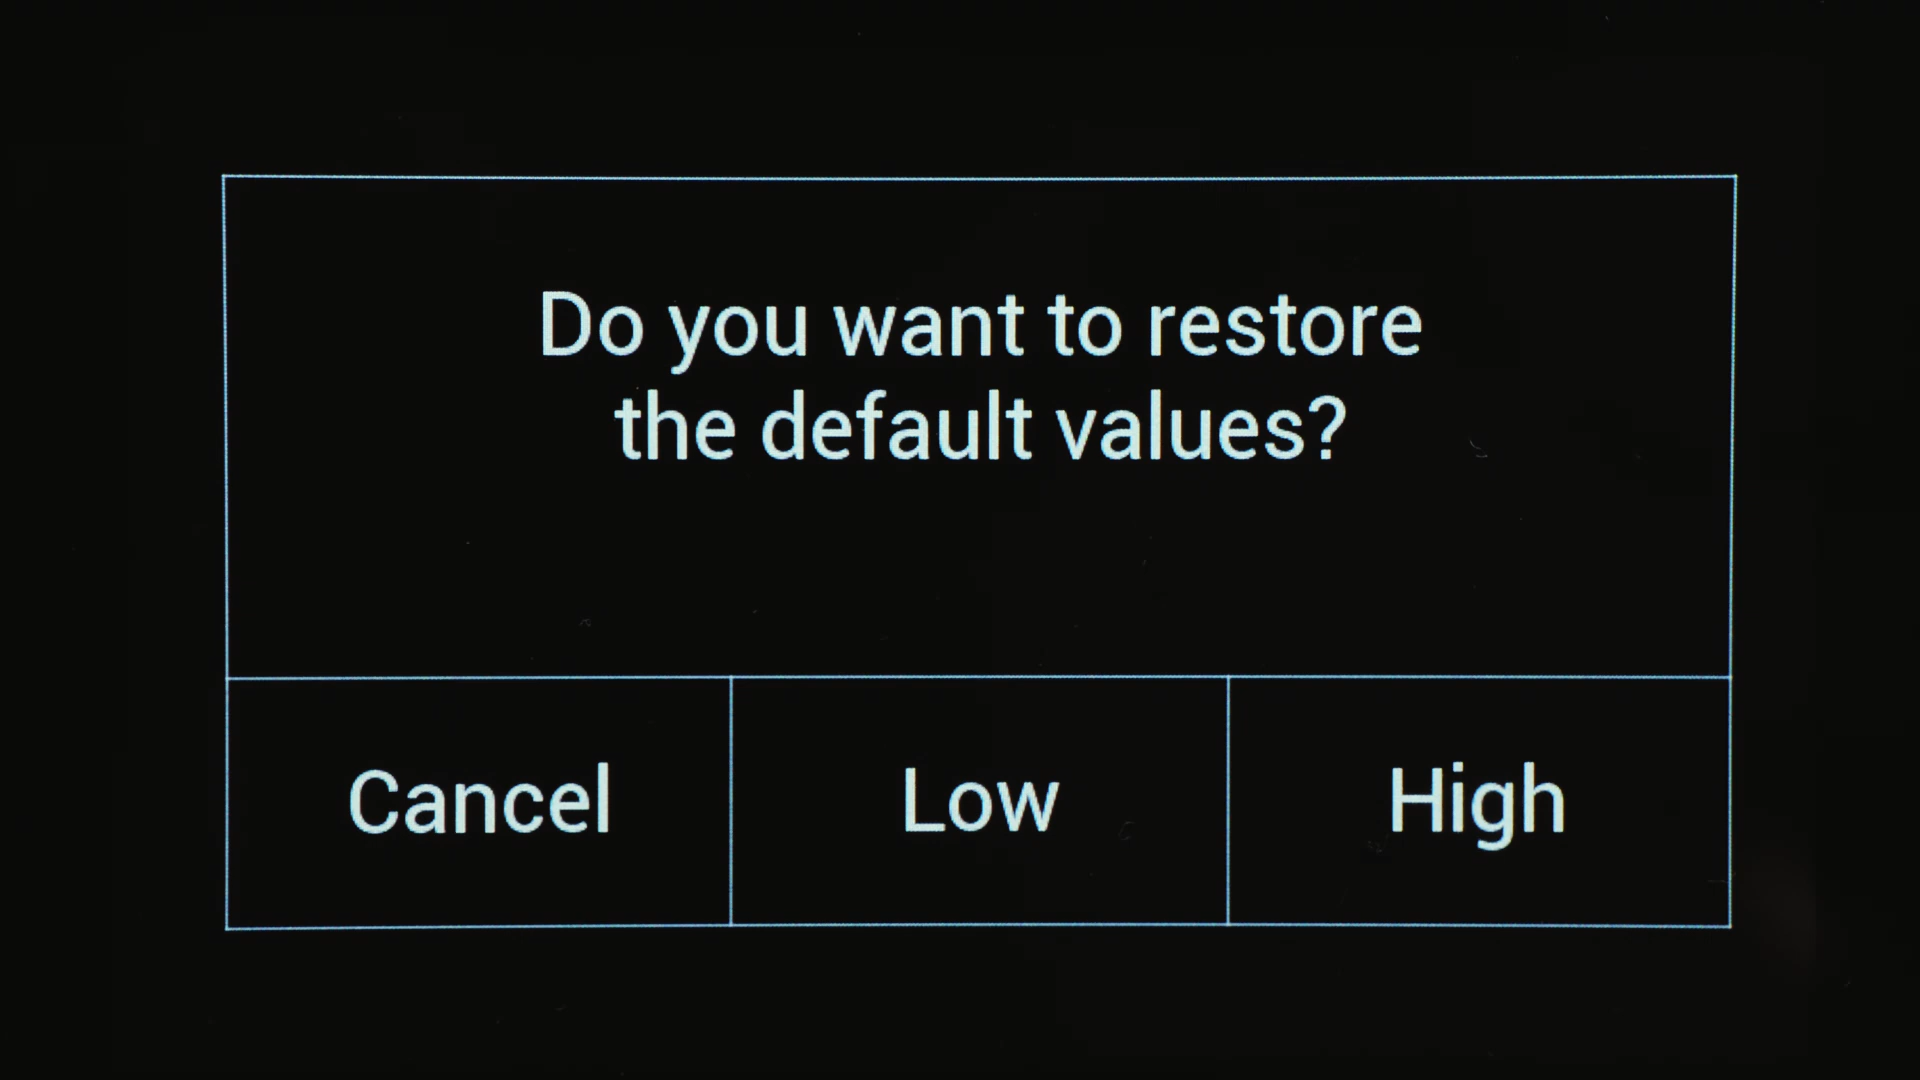 Do you want to restore
the default values?
Cancel
Low
High